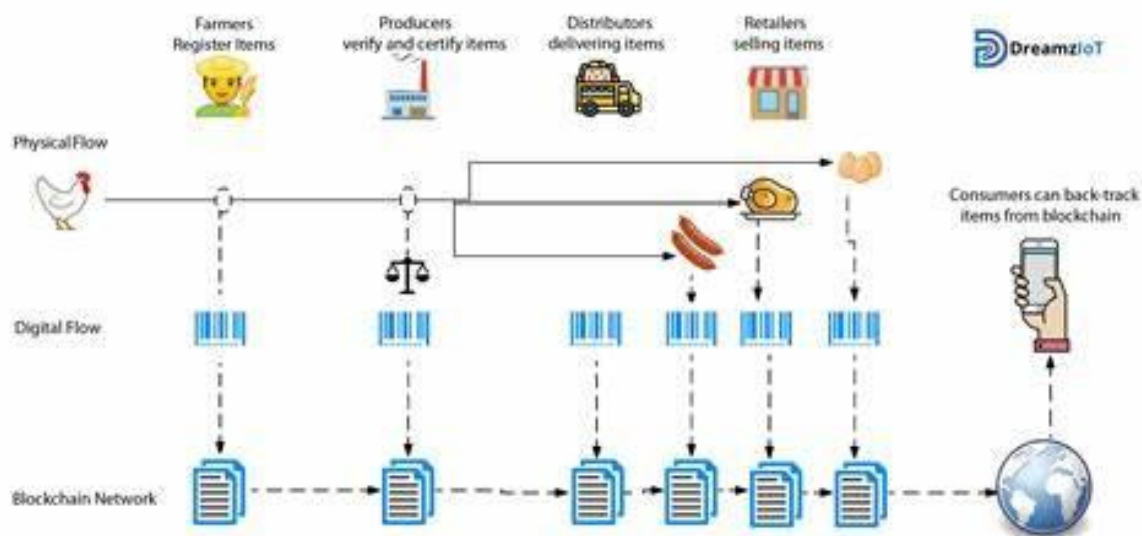 Farmers
Register Items
Producers
verify and certify items
Distributors
delivering items
Retailers
selling items
DreamzIoT
Physical Flow
Consumers can back-track
items from blockchain
Digital Flow
Blockchain Network